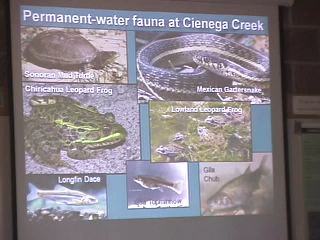 Permanent-water fauna at Cienega Creek
Sonoran Mud Turtle
Mexican Gartersnake
Chiricahua Leopard Frog
Lowland Leopard Frog
Longfin Dace
Gila
Chub